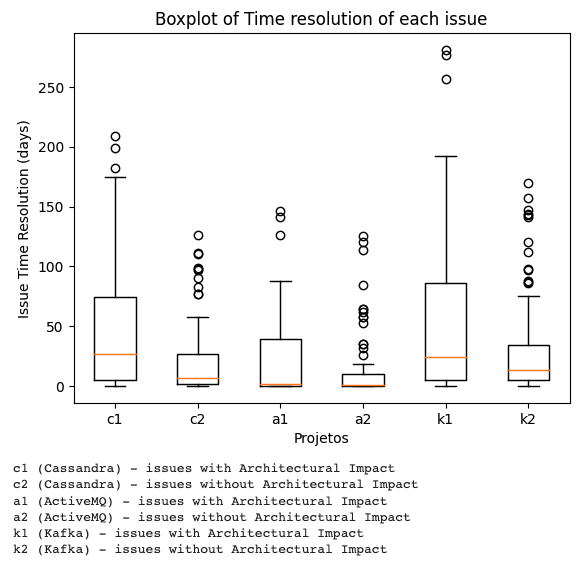 Boxplot of Time resolution of each issue
Issue Time Resolution (days)
250
200
150
100
50
0
c1 c2 a1 a2 k1 k2
Projetos
c1 (Cassandra) - issues with Architectural Impact
c2 (Cassandra) - issues without Architectural Impact
a1 (ActiveMQ) - issues with Architectural Impact
a2 (ActiveMQ) - issues without Architectural Impact
k1 (Kafka) - issues with Architectural Impact
k2 (Kafka) - issues without Architectural Impact